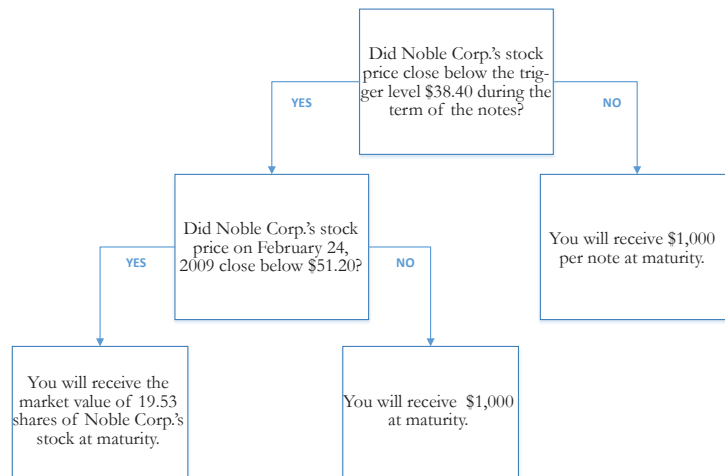 Did Noble Corp.'s stock
price close below the trig-
ger level $38.40 during the
term of the notes?
YES
NO
Did Noble Corp.'s stock
price on February 24,
2009 close below $51.20?
You will receive $1,000
per note at maturity.
YES
NO
You will receive the
market value of 19.53
shares of Noble Corp.'s
stock at maturity.
You will receive $1,000
at maturity.